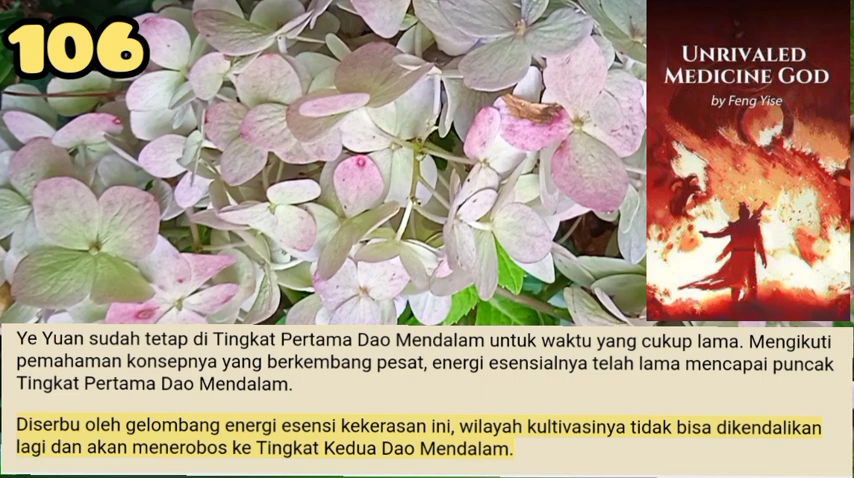 106
UNRIVALED
MEDICINE GOD
by Feng Yise
Ye Yuan sudah tetap di Tingkat Pertama Dao Mendalam untuk waktu yang cukup lama. Mengikuti
pemahaman konsepnya yang berkembang pesat, energi esensialnya telah lama mencapai puncak
Tingkat Pertama Dao Mendalam.
Diserbu oleh gelombang energi esensi kekerasan ini, wilayah kultivasinya tidak bisa dikendalikan
lagi dan akan menerobos ke Tingkat Kedua Dao Mendalam.